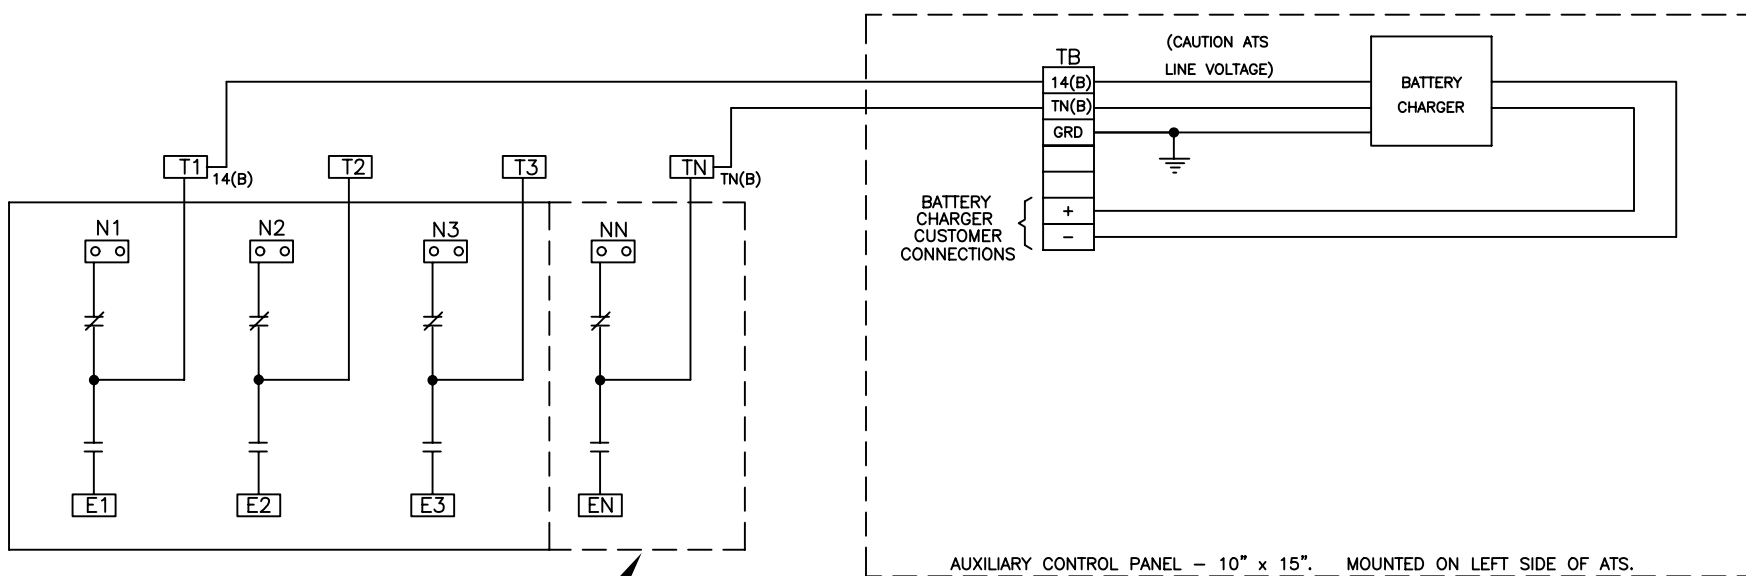 TB
(CAUTION ATS
LINE VOLTAGE)
14(B)
TN(B)
GRD
+
−
BATTERY
CHARGER
BATTERY
CHARGER
CUSTOMER
CONNECTIONS
T1
14(B)
T2
T3
TN
TN(B)
N1
N2
N3
NN
E1
E2
E3
EN
AUXILIARY CONTROL PANEL – 10" x 15". MOUNTED ON LEFT SIDE OF ATS.